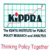 KIPPRA
THE KENYA INSTITUTE for PUBLIC
POLICY RESEARCH and ANALYSIS
Thinking Policy Together